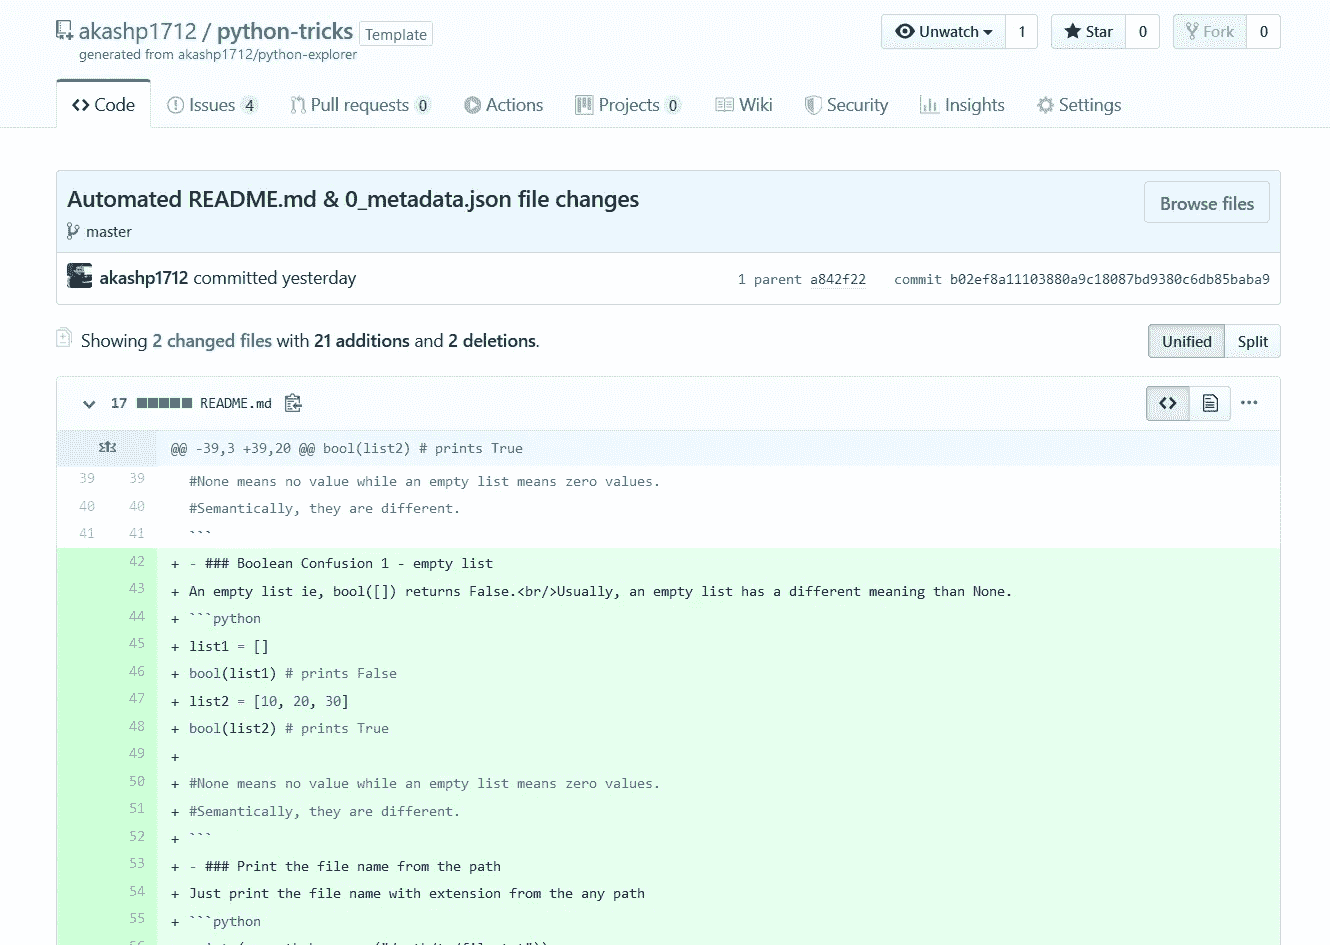 akashp1712 / python-tricks Template
generated from akashp1712/python-explorer
Unwatch 1 Star 0 Fork 0
Code Issues 4 Pull requests 0 Actions Projects 0 Wiki Security Insights Settings
Automated README.md & 0_metadata.json file changes
Browse files
master
akashp1712 committed yesterday 1 parent a842f22 commit b02ef8a11103880a9c18087bd9380c6db85baba9
Showing 2 changed files with 21 additions and 2 deletions.
Unified Split
17 README.md
@@ -39,3 +39,20 @@ bool(list2) # prints True
39 39 #None means no value while an empty list means zero values.
40 40 #Semantically, they are different.
41 41 ```
42 + - ### Boolean Confusion 1 - empty list
43 + An empty list ie, bool([]) returns False.<br/>Usually, an empty list has a different meaning than None.
44 + ```python
45 + list1 = []
46 + bool(list1) # prints False
47 + list2 = [10, 20, 30]
48 + bool(list2) # prints True
49 +
50 + #None means no value while an empty list means zero values.
51 + #Semantically, they are different.
52 + ```
53 + - ### Print the file name from the path
54 + Just print the file name with extension from the any path
55 + ```python